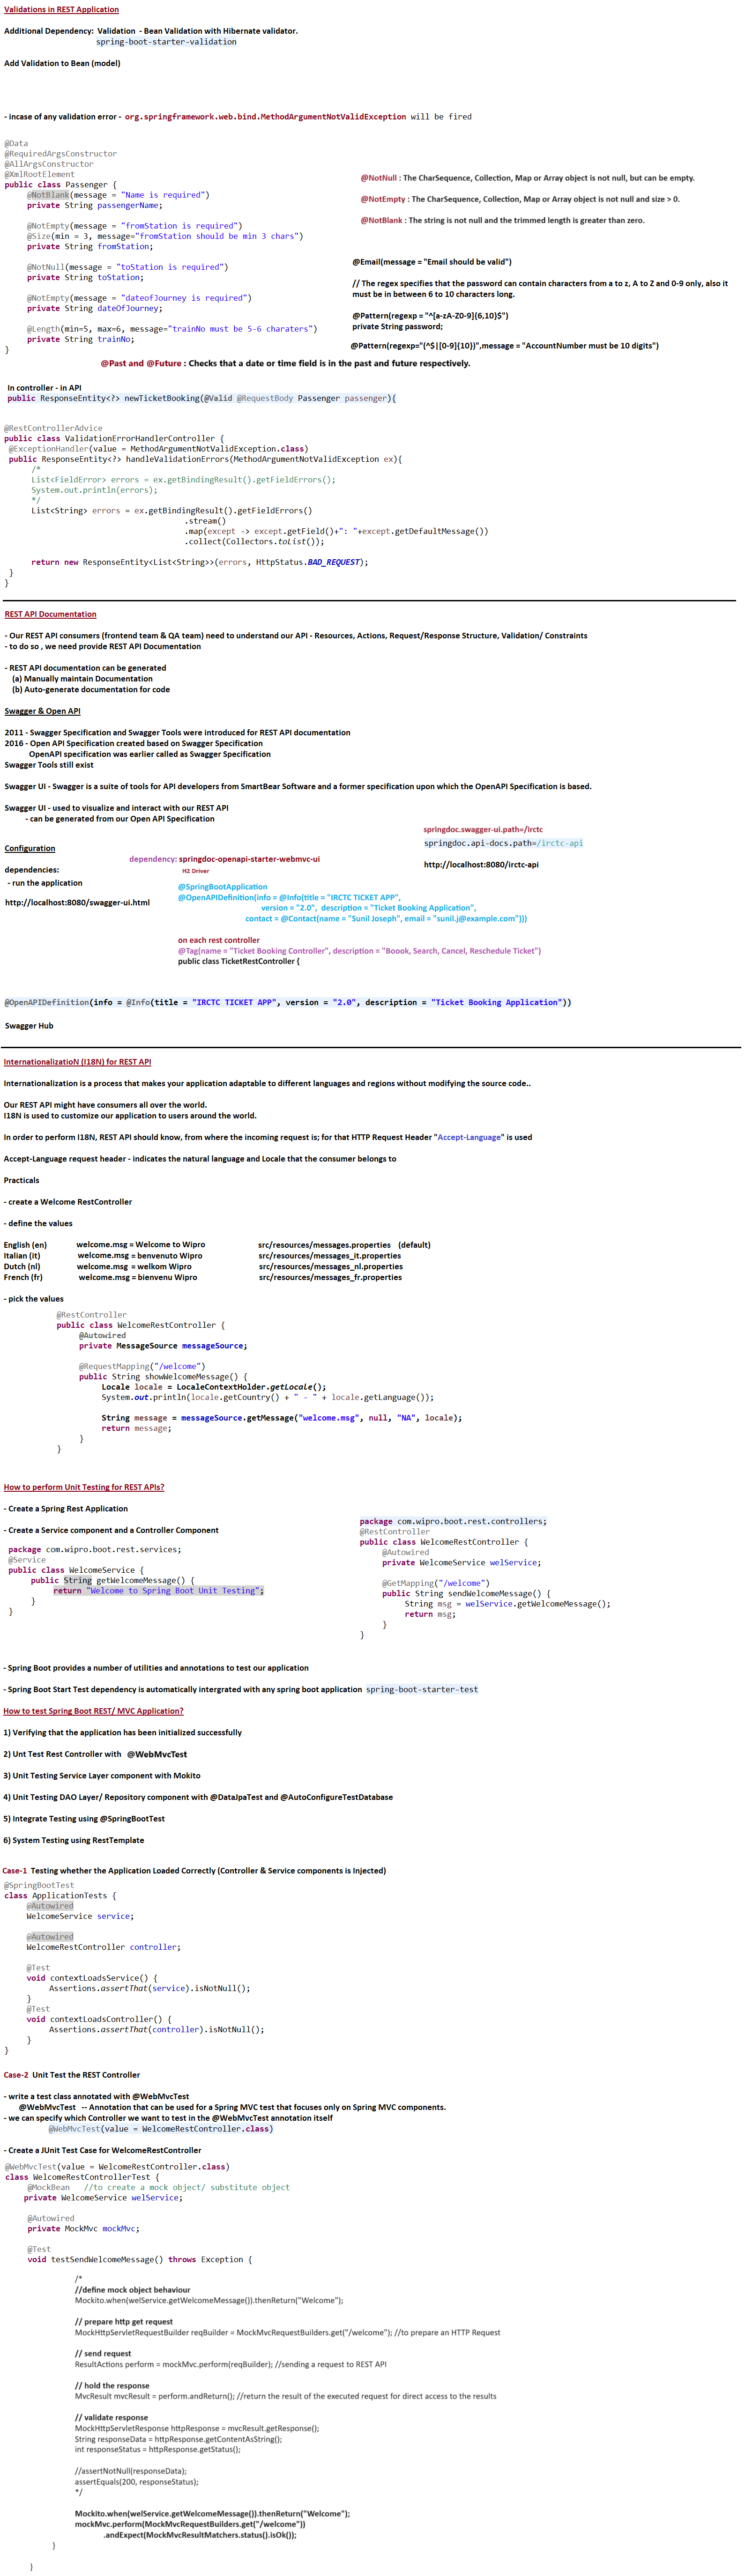 Validations in REST Application
Additional Dependency:  Validation  - Bean Validation with Hibernate validator.
spring-boot-starter-validation
Add Validation to Bean (model)
- incase of any validation error -  org.springframework.web.bind.MethodArgumentNotValidException will be fired
@Data
@RequiredArgsConstructor
@AllArgsConstructor
@XmlRootElement
public class Passenger {
@NotBlank(message = "Name is required")
private String passengerName;
@NotEmpty(message = "fromStation is required")
@Size(min = 3, message="fromStation should be min 3 chars")
private String fromStation;
@NotNull(message = "toStation is required")
private String toStation;
@NotEmpty(message = "dateofJourney is required")
private String dateOfJourney;
@Length(min=5, max=6, message="trainNo must be 5-6 charaters")
private String trainNo;
}
@NotNull : The CharSequence, Collection, Map or Array object is not null, but can be empty.
@NotEmpty : The CharSequence, Collection, Map or Array object is not null and size > 0.
@NotBlank : The string is not null and the trimmed length is greater than zero.
@Email(message = "Email should be valid")
// The regex specifies that the password can contain characters from a to z, A to Z and 0-9 only, also it
must be in between 6 to 10 characters long.
@Pattern(regexp = "^[a-zA-Z0-9]{6,10}$")
private String password;
@Pattern(regexp="(^$|[0-9]{10})",message = "AccountNumber must be 10 digits")
@Past and @Future : Checks that a date or time field is in the past and future respectively.
In controller - in API
public ResponseEntity<?> newTicketBooking(@Valid @RequestBody Passenger passenger){
@RestControllerAdvice
public class ValidationErrorHandlerController {
@ExceptionHandler(value = MethodArgumentNotValidException.class)
public ResponseEntity<?> handleValidationErrors(MethodArgumentNotValidException ex){
/*
List<FieldError> errors = ex.getBindingResult().getFieldErrors();
System.out.println(errors);
*/
List<String> errors = ex.getBindingResult().getFieldErrors()
.stream()
.map(except -> except.getField()+": "+except.getDefaultMessage())
.collect(Collectors.toList());
return new ResponseEntity<List<String>>(errors, HttpStatus.BAD_REQUEST);
}
}
REST API Documentation
- Our REST API consumers (frontend team & QA team) need to understand our API - Resources, Actions, Request/Response Structure, Validation/ Constraints
- to do so , we need provide REST API Documentation
- REST API documentation can be generated
(a) Manually maintain Documentation
(b) Auto-generate documentation for code
Swagger & Open API
2011 - Swagger Specification and Swagger Tools were introduced for REST API documentation
2016 - Open API Specification created based on Swagger Specification
OpenAPI specification was earlier called as Swagger Specification
Swagger Tools still exist
Swagger UI - Swagger is a suite of tools for API developers from SmartBear Software and a former specification upon which the OpenAPI Specification is based.
Swagger UI - used to visualize and interact with our REST API
- can be generated from our Open API Specification
springdoc.swagger-ui.path=/irctc
springdoc.api-docs.path=/irctc-api
http://localhost:8080/irctc-api
Configuration
dependency: springdoc-openapi-starter-webmvc-ui
dependencies:
H2 Driver
- run the application
http://localhost:8080/swagger-ui.html
@SpringBootApplication
@OpenAPIDefinition(info = @Info(title = "IRCTC TICKET APP",
version = "2.0",  description = "Ticket Booking Application",
contact = @Contact(name = "Sunil Joseph", email = "sunil.j@example.com")))
on each rest controller
@Tag(name = "Ticket Booking Controller", description = "Boook, Search, Cancel, Reschedule Ticket")
public class TicketRestController {
@OpenAPIDefinition(info = @Info(title = "IRCTC TICKET APP", version = "2.0", description = "Ticket Booking Application"))
Swagger Hub
InternationalizatioN (I18N) for REST API
Internationalization is a process that makes your application adaptable to different languages and regions without modifying the source code..
Our REST API might have consumers all over the world.
I18N is used to customize our application to users around the world.
In order to perform I18N, REST API should know, from where the incoming request is; for that HTTP Request Header "Accept-Language" is used
Accept-Language request header - indicates the natural language and Locale that the consumer belongs to
Practicals
- create a Welcome RestController
- define the values
English (en) welcome.msg = Welcome to Wipro src/resources/messages.properties (default)
Italian (it) welcome.msg = benvenuto Wipro src/resources/messages_it.properties
Dutch (nl) welcome.msg = welkom Wipro src/resources/messages_nl.properties
French (fr) welcome.msg = bienvenu Wipro src/resources/messages_fr.properties
- pick the values
@RestController
public class WelcomeRestController {
@Autowired
private MessageSource messageSource;
@RequestMapping("/welcome")
public String showWelcomeMessage() {
Locale locale = LocaleContextHolder.getLocale();
System.out.println(locale.getCountry() + " - " + locale.getLanguage());
String message = messageSource.getMessage("welcome.msg", null, "NA", locale);
return message;
}
}
How to perform Unit Testing for REST APIs?
- Create a Spring Rest Application
- Create a Service component and a Controller Component
package com.wipro.boot.rest.services;
@Service
public class WelcomeService {
public String getWelcomeMessage() {
return "Welcome to Spring Boot Unit Testing";
}
}
package com.wipro.boot.rest.controllers;
@RestController
public class WelcomeRestController {
@Autowired
private WelcomeService welService;
@GetMapping("/welcome")
public String sendWelcomeMessage() {
String msg = welService.getWelcomeMessage();
return msg;
}
}
- Spring Boot provides a number of utilities and annotations to test our application
- Spring Boot Start Test dependency is automatically intergrated with any spring boot application  spring-boot-starter-test
How to test Spring Boot REST/ MVC Application?
1) Verifying that the application has been initialized successfully
2) Unt Test Rest Controller with   @WebMvcTest
3) Unit Testing Service Layer component with Mokito
4) Unit Testing DAO Layer/ Repository component with @DataJpaTest and @AutoConfigureTestDatabase
5) Integrate Testing using @SpringBootTest
6) System Testing using RestTemplate
Case-1  Testing whether the Application Loaded Correctly (Controller & Service components is Injected)
@SpringBootTest
class ApplicationTests {
@Autowired
WelcomeService service;
@Autowired
WelcomeRestController controller;
@Test
void contextLoadsService() {
Assertions.assertThat(service).isNotNull();
}
@Test
void contextLoadsController() {
Assertions.assertThat(controller).isNotNull();
}
}
Case-2  Unit Test the REST Controller
- write a test class annotated with @WebMvcTest
@WebMvcTest   -- Annotation that can be used for a Spring MVC test that focuses only on Spring MVC components.
- we can specify which Controller we want to test in the @WebMvcTest annotation itself
@WebMvcTest(value = WelcomeRestController.class)
- Create a JUnit Test Case for WelcomeRestController
@WebMvcTest(value = WelcomeRestController.class)
class WelcomeRestControllerTest {
@MockBean   //to create a mock object/ substitute object
private WelcomeService welService;
@Autowired
private MockMvc mockMvc;
@Test
void testSendWelcomeMessage() throws Exception {
/*
//define mock object behaviour
Mockito.when(welService.getWelcomeMessage()).thenReturn("Welcome");
// prepare http get request
MockHttpServletRequestBuilder reqBuilder = MockMvcRequestBuilders.get("/welcome"); //to prepare an HTTP Request
// send request
ResultActions perform = mockMvc.perform(reqBuilder); //sending a request to REST API
// hold the response
MvcResult mvcResult = perform.andReturn(); //return the result of the executed request for direct access to the results
// validate response
MockHttpServletResponse httpResponse = mvcResult.getResponse();
String responseData = httpResponse.getContentAsString();
int responseStatus = httpResponse.getStatus();
//assertNotNull(responseData);
assertEquals(200, responseStatus);
*/
Mockito.when(welService.getWelcomeMessage()).thenReturn("Welcome");
mockMvc.perform(MockMvcRequestBuilders.get("/welcome"))
.andExpect(MockMvcResultMatchers.status().isOk());
}
}